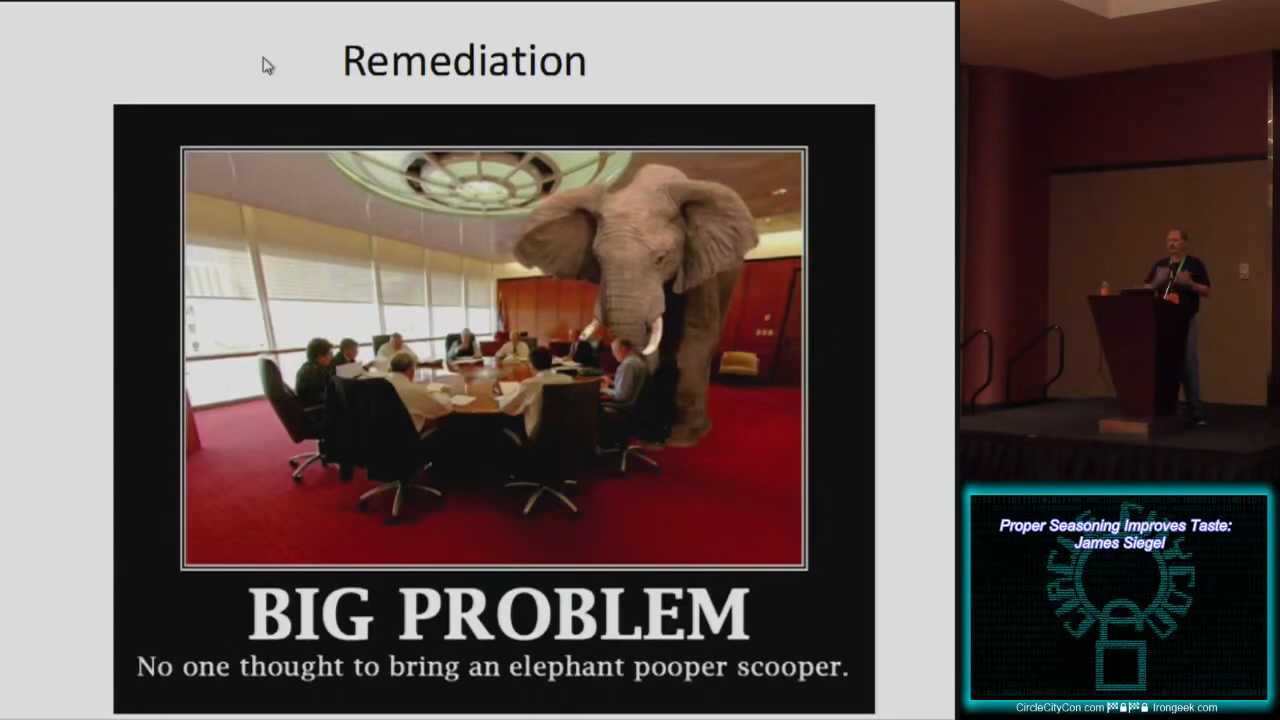 Remediation
BIG PROBLEM
No one thought to bring an elephant proper scooper.
Proper Seasoning Improves Taste:
James Siegel
CircleCityCon.com Irongeek.com